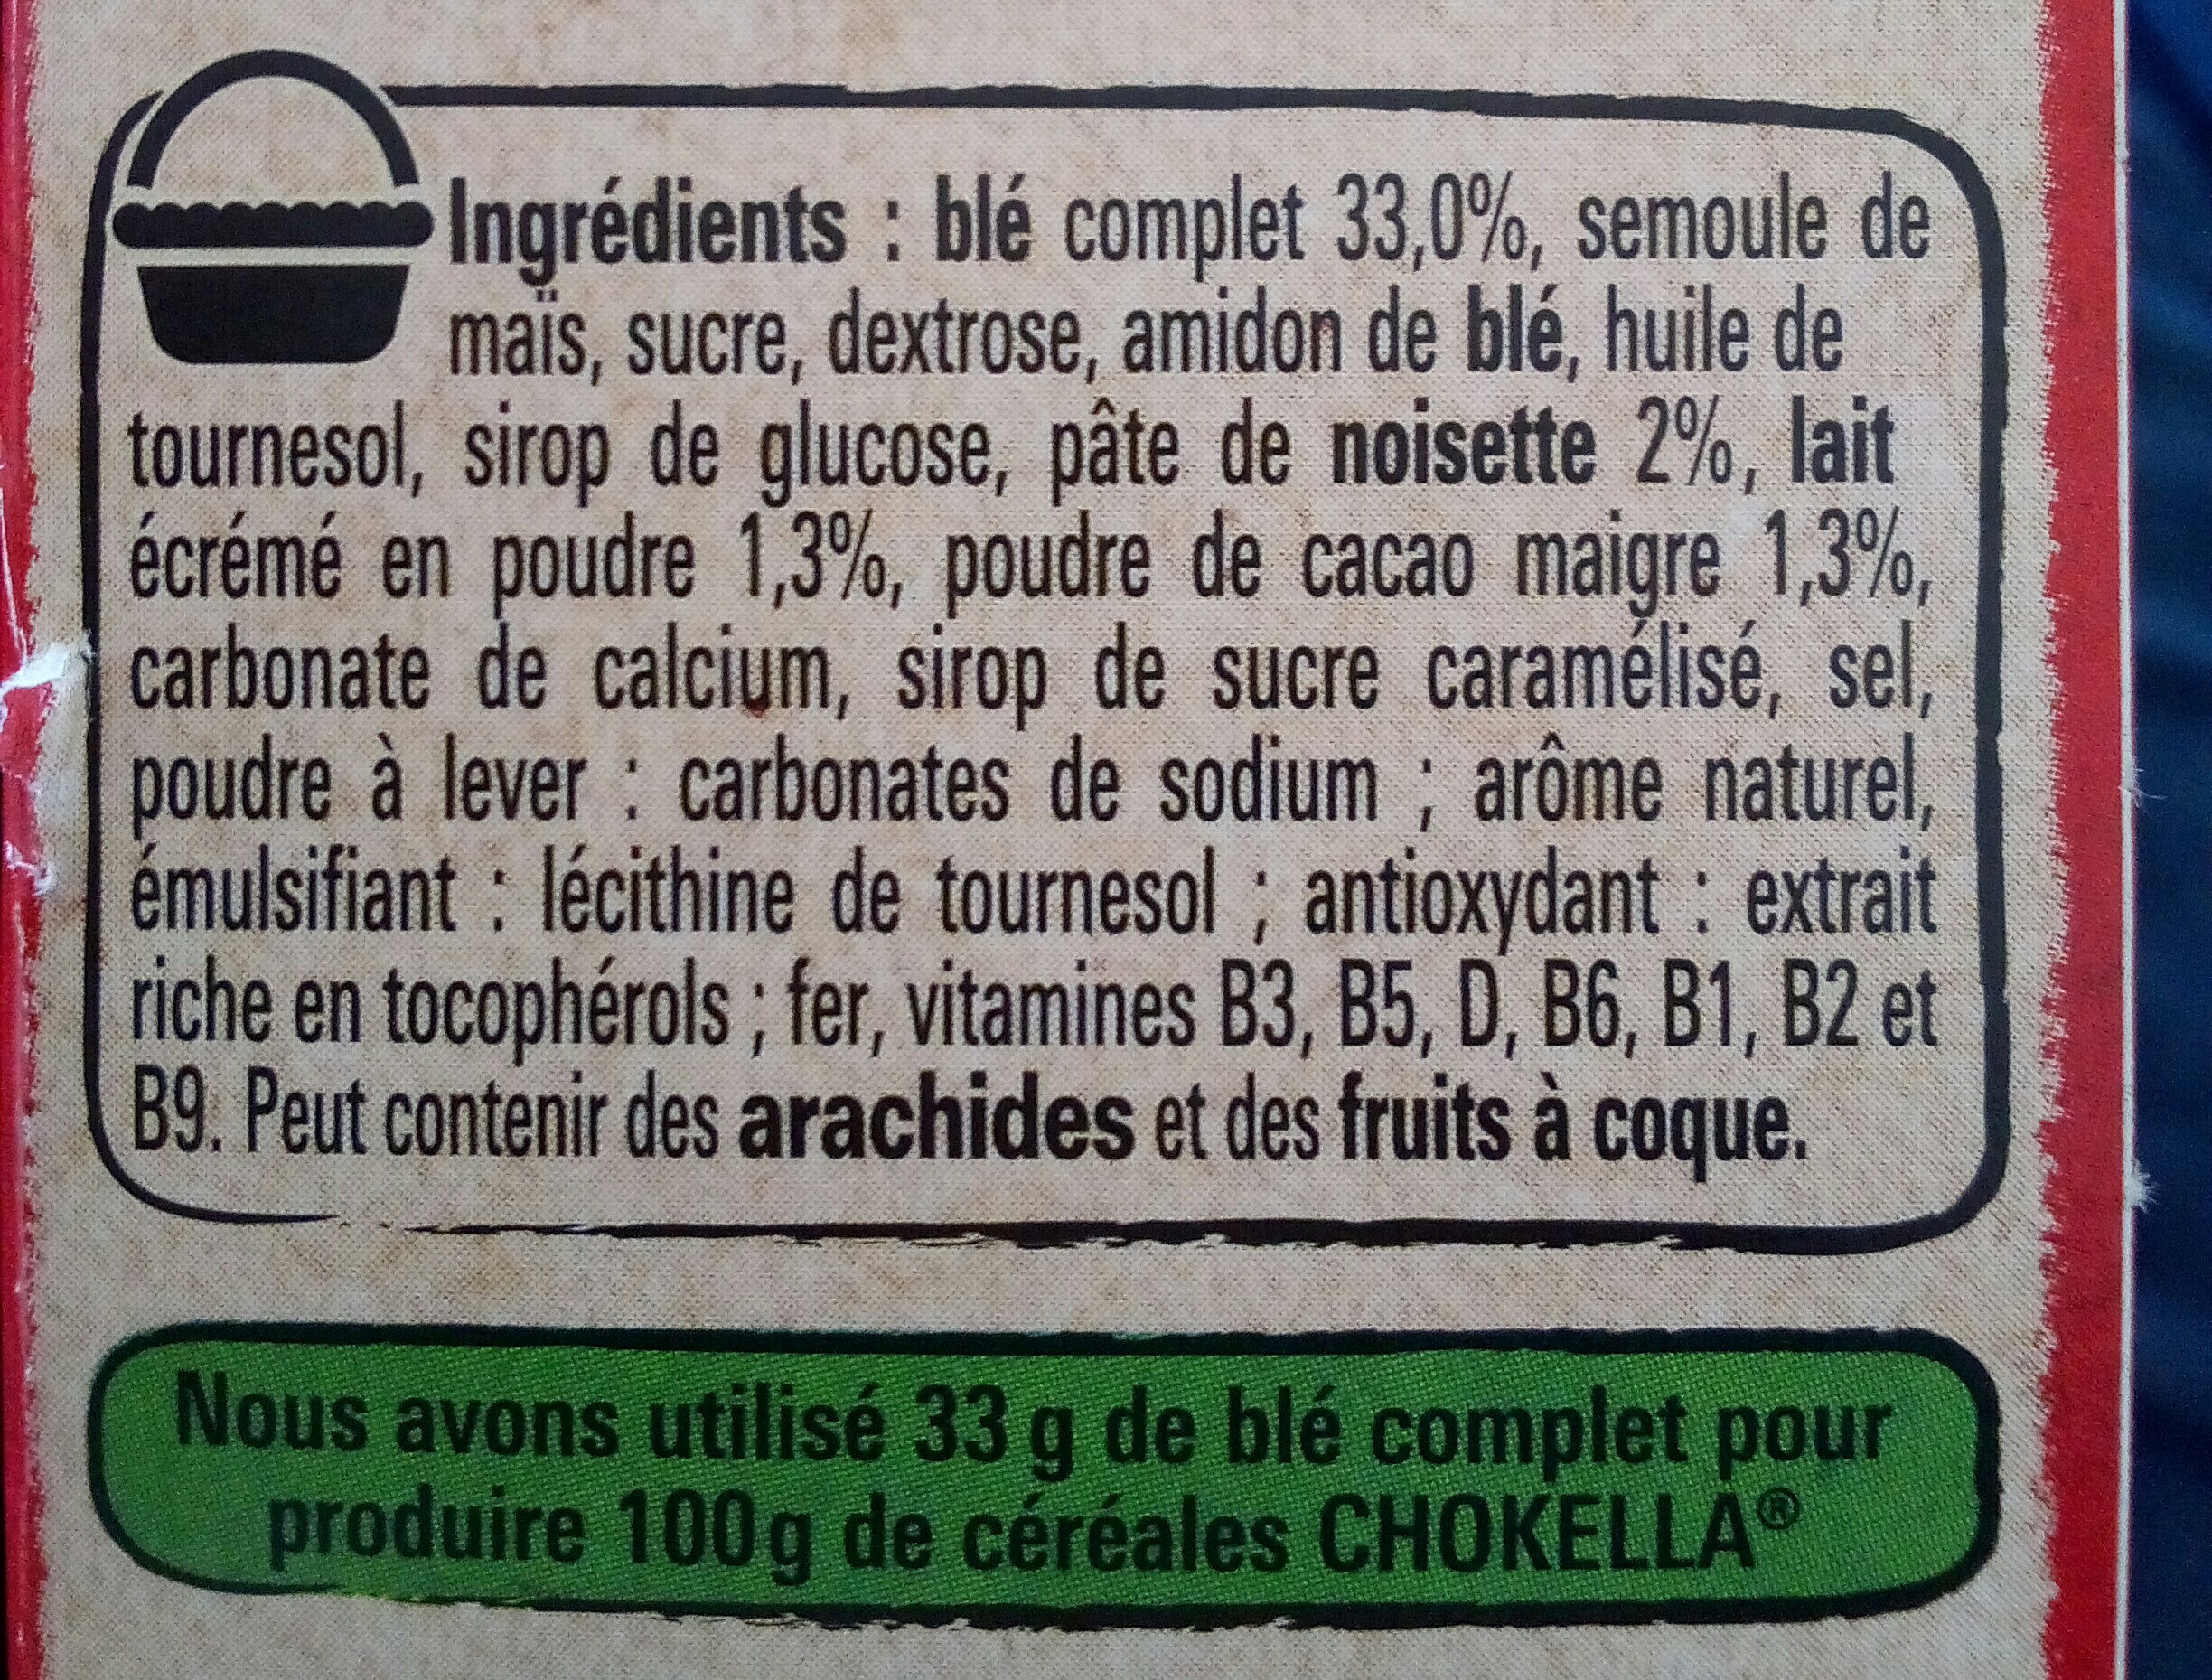 Ingrédients : blé complet 33,0%, semoule de
maïs, sucre, dextrose, amidon de blé, huile de
tournesol, sirop de glucose, pâte de noisette 2%, lait
écrémé en poudre 1,3%, poudre de cacao maigre 1,3%,
carbonate de calcium, sirop de sucre caramélisé, sel,
poudre à lever : carbonates de sodium ; arôme naturel,
émulsifiant : lécithine de tournesol ; antioxydant : extrait
riche en tocophérols ; fer, vitamines B3, B5, D, B6, B1, B2 et
B9. Peut contenir des arachides et des fruits à coque.
Nous avons utilisé 33 g de blé complet pour
produire 100g de céréales CHOKELLA®